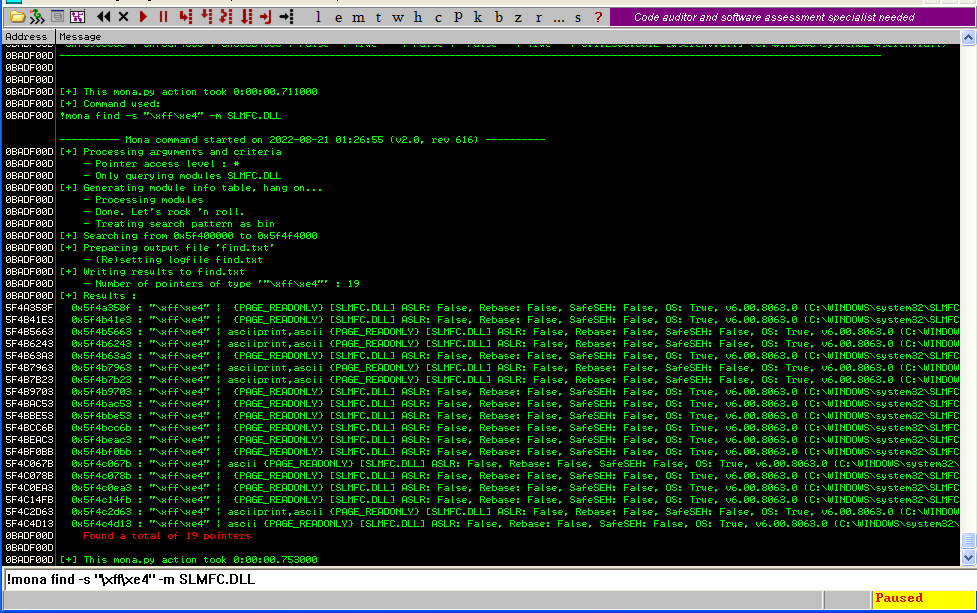 l e m t w h c P k b z r ... s ?
Code auditor and software assessment specialist needed
Address Message
0BADF00D
0BADF00D
0BADF00D
0BADF00D [+] This mona.py action took 0:00:00.711000
0BADF00D [+] Command used:
0BADF00D !mona find -s "\xff\xe4" -m SLMFC.DLL
---------- Mona command started on 2022-08-21 01:26:55 (v2.0, rev 616) ----------
0BADF00D [+] Processing arguments and criteria
0BADF00D - Pointer access level : *
0BADF00D - Only querying modules SLMFC.DLL
0BADF00D [+] Generating module info table, hang on...
0BADF00D - Processing modules
0BADF00D - Done. Let's rock 'n roll.
0BADF00D - Treating search pattern as bin
0BADF00D [+] Searching from 0x5f400000 to 0x5f4f4000
0BADF00D [+] Preparing output file 'find.txt'
0BADF00D - (Re)setting logfile find.txt
0BADF00D [+] Writing results to find.txt
0BADF00D - Number of pointers of type '"\xff\xe4"' : 19
0BADF00D [+] Results :
5F4A358F 0x5f4a358f : "\xff\xe4" | {PAGE_READONLY} [SLMFC.DLL] ASLR: False, Rebase: False, SafeSEH: False, OS: True, v6.00.8063.0 (C:\WINDOWS\system32\SLMFC
5F4B41E3 0x5f4b41e3 : "\xff\xe4" | {PAGE_READONLY} [SLMFC.DLL] ASLR: False, Rebase: False, SafeSEH: False, OS: True, v6.00.8063.0 (C:\WINDOWS\system32\SLMFC
5F4B5663 0x5f4b5663 : "\xff\xe4" | asciiprint,ascii {PAGE_READONLY} [SLMFC.DLL] ASLR: False, Rebase: False, SafeSEH: False, OS: True, v6.00.8063.0 (C:\WINDOW
5F4B6243 0x5f4b6243 : "\xff\xe4" | asciiprint,ascii {PAGE_READONLY} [SLMFC.DLL] ASLR: False, Rebase: False, SafeSEH: False, OS: True, v6.00.8063.0 (C:\WINDOW
5F4B63A3 0x5f4b63a3 : "\xff\xe4" | {PAGE_READONLY} [SLMFC.DLL] ASLR: False, Rebase: False, SafeSEH: False, OS: True, v6.00.8063.0 (C:\WINDOWS\system32\SLMFC
5F4B7963 0x5f4b7963 : "\xff\xe4" | asciiprint,ascii {PAGE_READONLY} [SLMFC.DLL] ASLR: False, Rebase: False, SafeSEH: False, OS: True, v6.00.8063.0 (C:\WINDOW
5F4B7B23 0x5f4b7b23 : "\xff\xe4" | asciiprint,ascii {PAGE_READONLY} [SLMFC.DLL] ASLR: False, Rebase: False, SafeSEH: False, OS: True, v6.00.8063.0 (C:\WINDOW
5F4B9703 0x5f4b9703 : "\xff\xe4" | {PAGE_READONLY} [SLMFC.DLL] ASLR: False, Rebase: False, SafeSEH: False, OS: True, v6.00.8063.0 (C:\WINDOWS\system32\SLMFC
5F4BAC53 0x5f4bac53 : "\xff\xe4" | {PAGE_READONLY} [SLMFC.DLL] ASLR: False, Rebase: False, SafeSEH: False, OS: True, v6.00.8063.0 (C:\WINDOWS\system32\SLMFC
5F4BBE53 0x5f4bbe53 : "\xff\xe4" | {PAGE_READONLY} [SLMFC.DLL] ASLR: False, Rebase: False, SafeSEH: False, OS: True, v6.00.8063.0 (C:\WINDOWS\system32\SLMFC
5F4BCC6B 0x5f4bcc6b : "\xff\xe4" | {PAGE_READONLY} [SLMFC.DLL] ASLR: False, Rebase: False, SafeSEH: False, OS: True, v6.00.8063.0 (C:\WINDOWS\system32\SLMFC
5F4BEAC3 0x5f4beac3 : "\xff\xe4" | {PAGE_READONLY} [SLMFC.DLL] ASLR: False, Rebase: False, SafeSEH: False, OS: True, v6.00.8063.0 (C:\WINDOWS\system32\SLMFC
5F4BF0BB 0x5f4bf0bb : "\xff\xe4" | {PAGE_READONLY} [SLMFC.DLL] ASLR: False, Rebase: False, SafeSEH: False, OS: True, v6.00.8063.0 (C:\WINDOWS\system32\SLMFC
5F4C067B 0x5f4c067b : "\xff\xe4" | ascii {PAGE_READONLY} [SLMFC.DLL] ASLR: False, Rebase: False, SafeSEH: False, OS: True, v6.00.8063.0 (C:\WINDOWS\system32\
5F4C078B 0x5f4c078b : "\xff\xe4" | {PAGE_READONLY} [SLMFC.DLL] ASLR: False, Rebase: False, SafeSEH: False, OS: True, v6.00.8063.0 (C:\WINDOWS\system32\SLMFC
5F4C0EA3 0x5f4c0ea3 : "\xff\xe4" | {PAGE_READONLY} [SLMFC.DLL] ASLR: False, Rebase: False, SafeSEH: False, OS: True, v6.00.8063.0 (C:\WINDOWS\system32\SLMFC
5F4C14FB 0x5f4c14fb : "\xff\xe4" | {PAGE_READONLY} [SLMFC.DLL] ASLR: False, Rebase: False, SafeSEH: False, OS: True, v6.00.8063.0 (C:\WINDOWS\system32\SLMFC
5F4C2D63 0x5f4c2d63 : "\xff\xe4" | asciiprint,ascii {PAGE_READONLY} [SLMFC.DLL] ASLR: False, Rebase: False, SafeSEH: False, OS: True, v6.00.8063.0 (C:\WINDOW
5F4C4D13 0x5f4c4d13 : "\xff\xe4" | ascii {PAGE_READONLY} [SLMFC.DLL] ASLR: False, Rebase: False, SafeSEH: False, OS: True, v6.00.8063.0 (C:\WINDOWS\system32\
0BADF00D Found a total of 19 pointers
0BADF00D
0BADF00D [+] This mona.py action took 0:00:00.753000
!mona find -s "\xff\xe4" -m SLMFC.DLL
Paused